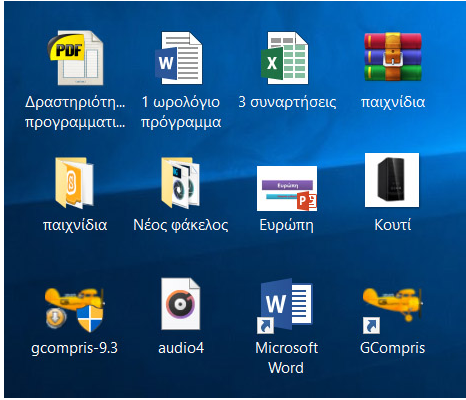 PDF
Δραστηριότη... 1 ωρολόγιο 3 συναρτήσεις παιχνίδια
προγραμματι... πρόγραμμα
παιχνίδια Νέος φάκελος Ευρώπη Κουτί
gcompris-9.3 audio4 Microsoft GCompris
Word